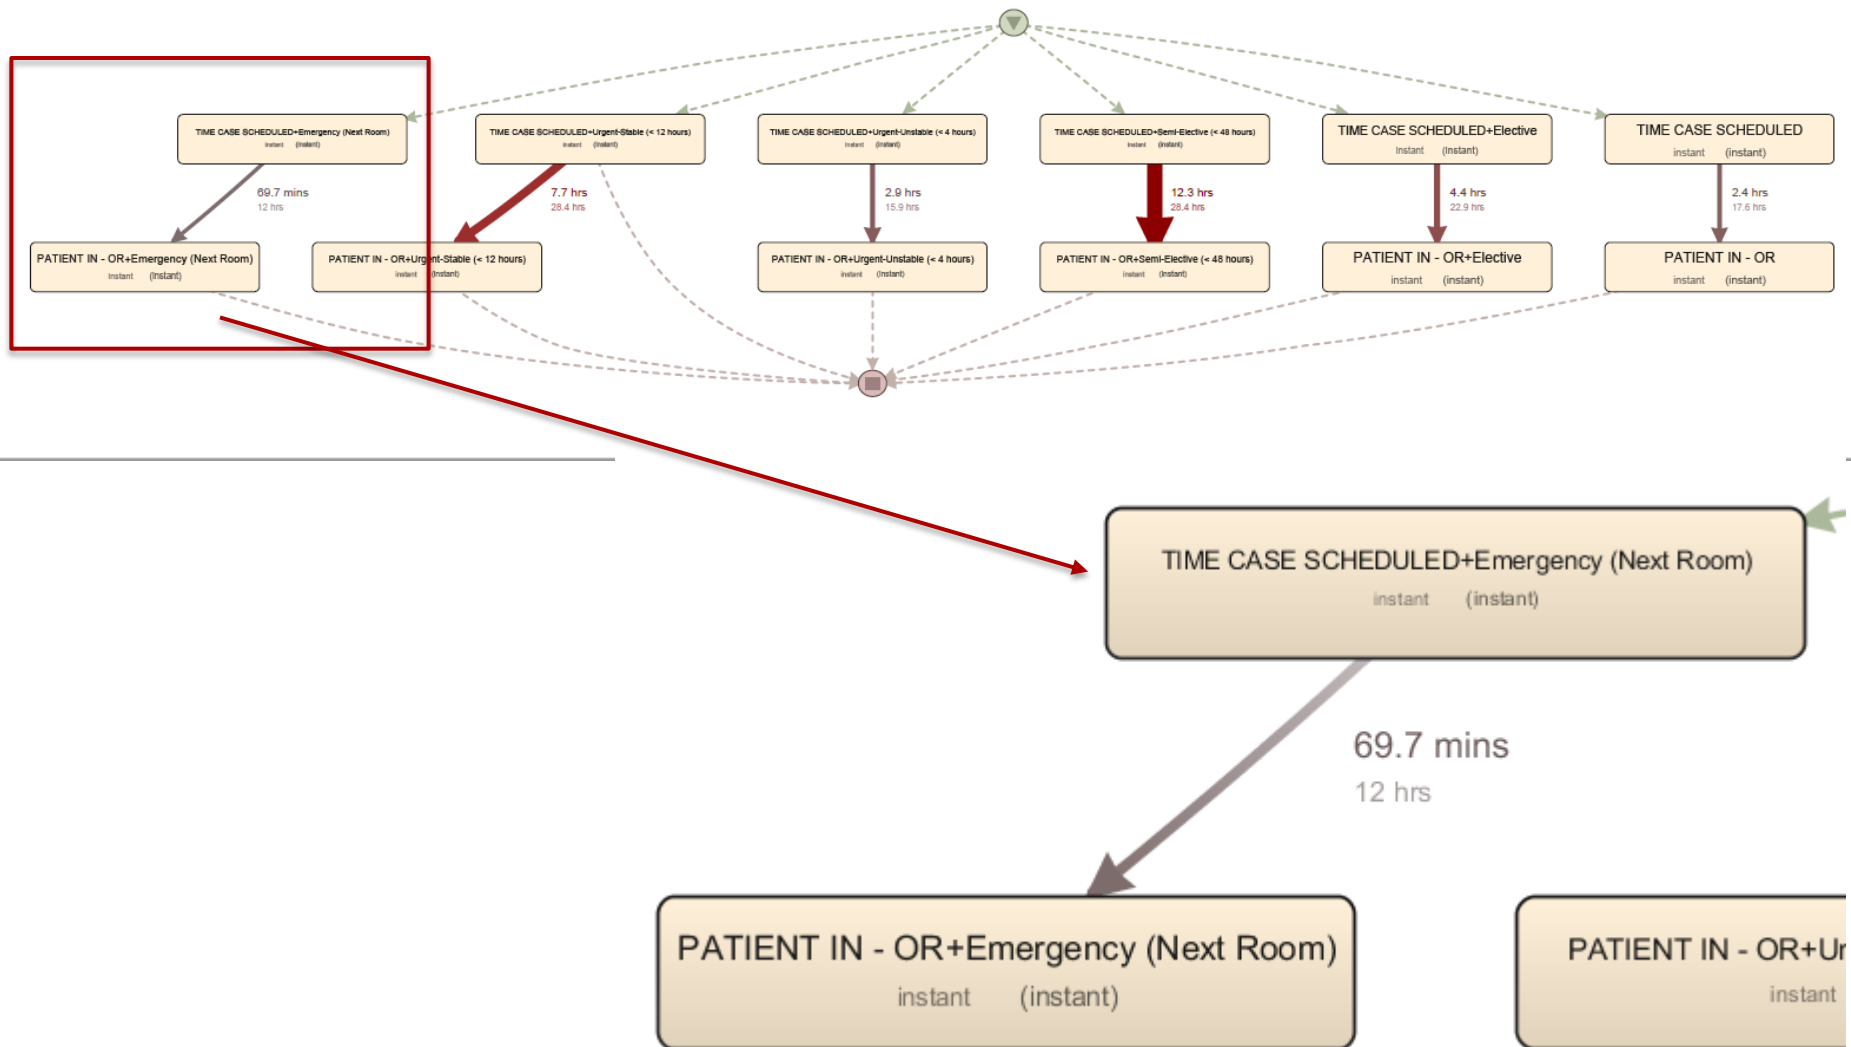 TIME CASE SCHEDULED+Emergency (Next Room)
instant (instant)
TIME CASE SCHEDULED+Urgent-Stable (< 12 hours)
instant (instant)
TIME CASE SCHEDULED+Urgent-Unstable (< 4 hours)
instant (instant)
TIME CASE SCHEDULED+Semi-Elective (< 48 hours)
instant (instant)
TIME CASE SCHEDULED+Elective
instant (instant)
TIME CASE SCHEDULED
instant (instant)
69.7 mins
12 hrs
7.7 hrs
28.4 hrs
2.9 hrs
15.9 hrs
12.3 hrs
28.4 hrs
4.4 hrs
22.9 hrs
2.4 hrs
17.6 hrs
PATIENT IN - OR+Emergency (Next Room)
instant (instant)
PATIENT IN - OR+Urgent-Stable (< 12 hours)
instant (instant)
PATIENT IN - OR+Urgent-Unstable (< 4 hours)
instant (instant)
PATIENT IN - OR+Semi-Elective (< 48 hours)
instant (instant)
PATIENT IN - OR+Elective
instant (instant)
PATIENT IN - OR
instant (instant)
TIME CASE SCHEDULED+Emergency (Next Room)
instant (instant)
69.7 mins
12 hrs
PATIENT IN - OR+Emergency (Next Room)
instant (instant)
PATIENT IN - OR+Ur
instant